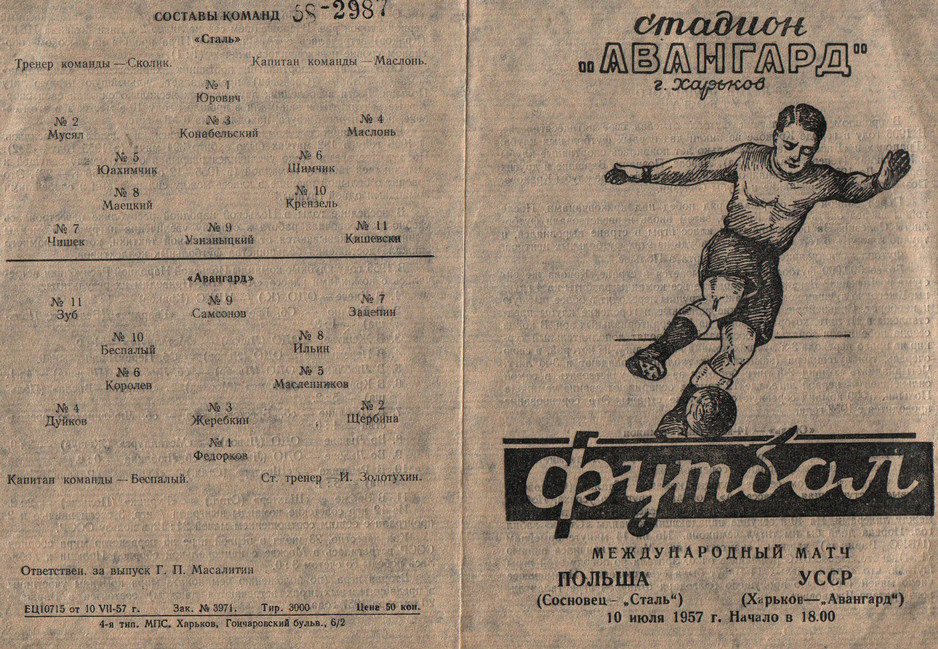 СОСТАВЫ КОМАНД 58-2987
«Сталь»
Тренер команды — Сколик. Капитан команды — Маслонь.
№ 1
Юрович
№ 2 № 3 № 4
Мусял Конабельский Маслонь
№ 5 № 6
Юахимчик Шимчик
№ 8 № 10
Маецкий Крензель
№ 7 № 9 № 11
Чишек Узнаныцкий Кишевски
«Авангард»
№ 11 № 9 № 7
Зуб Самсонов Зацепин
№ 10 № 8
Беспалый Ильин
№ 6 № 5
Королев Масленников
№ 4 № 3 № 2
Дуйков Жеребкин Щербина
№ 1
Федорков
Капитан команды — Беспалый. Ст. тренер — И. Золотухин.
Ответствен. за выпуск Г. П. Масалитин
ЕЦ10715 от 10 VII-57 г. Зак. № 3971. Тир. 3000 Цена 50 коп.
4-я тип. МПС, Харьков, Гончаровский бульв., 6/2
стадион
"АВАНГАРД"
г. Харьков
футбол
МЕЖДУНАРОДНЫЙ МАТЧ
ПОЛЬША УССР
(Сосновец — „Сталь“) (Харьков — „Авангард“)
10 июля 1957 г. Начало в 18.00